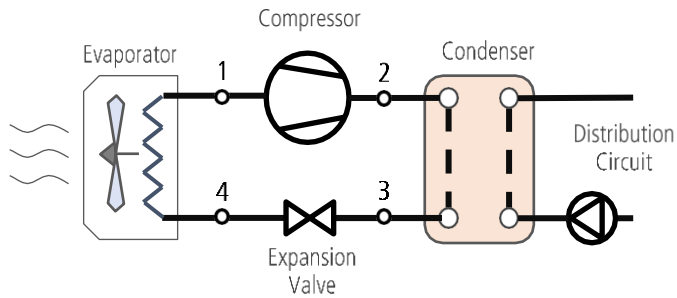 Compressor
Evaporator
Condenser
1
2
Distribution
Circuit
4
3
Expansion
Valve